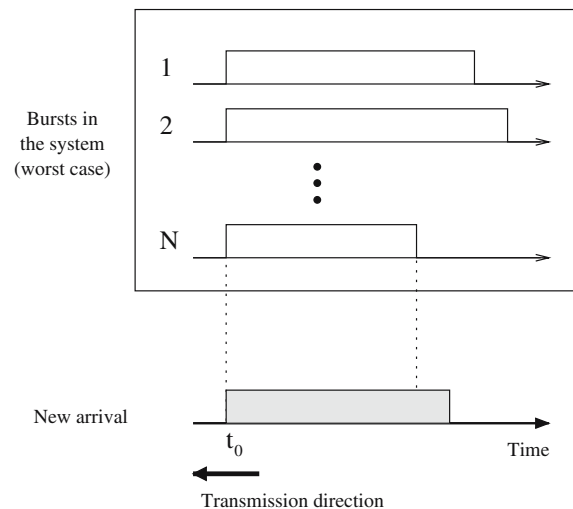 1
Bursts in
the system
(worst case)
2
N
New arrival
t0
Time
Transmission direction